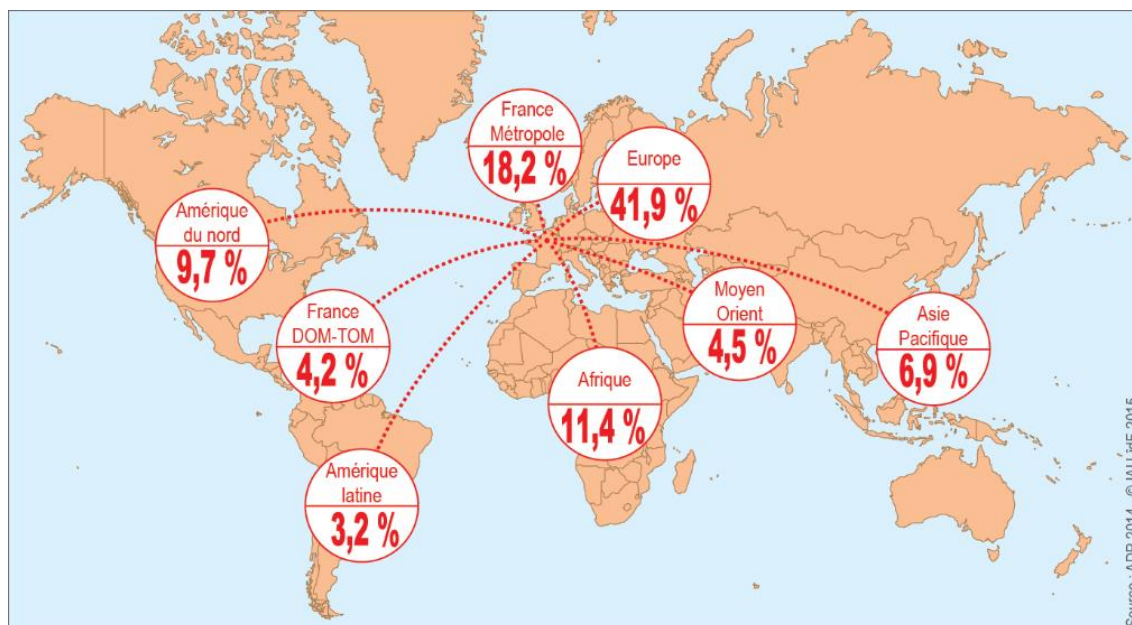 France
Métropole
18,2 %
Europe
41,9 %
Amérique
du nord
9,7 %
France
DOM-TOM
4,2 %
Moyen
Orient
4,5 %
Asie
Pacifique
6,9 %
Afrique
11,4 %
Amérique
latine
3,2 %
Source : ADP 2014 © IAU îdF 2015